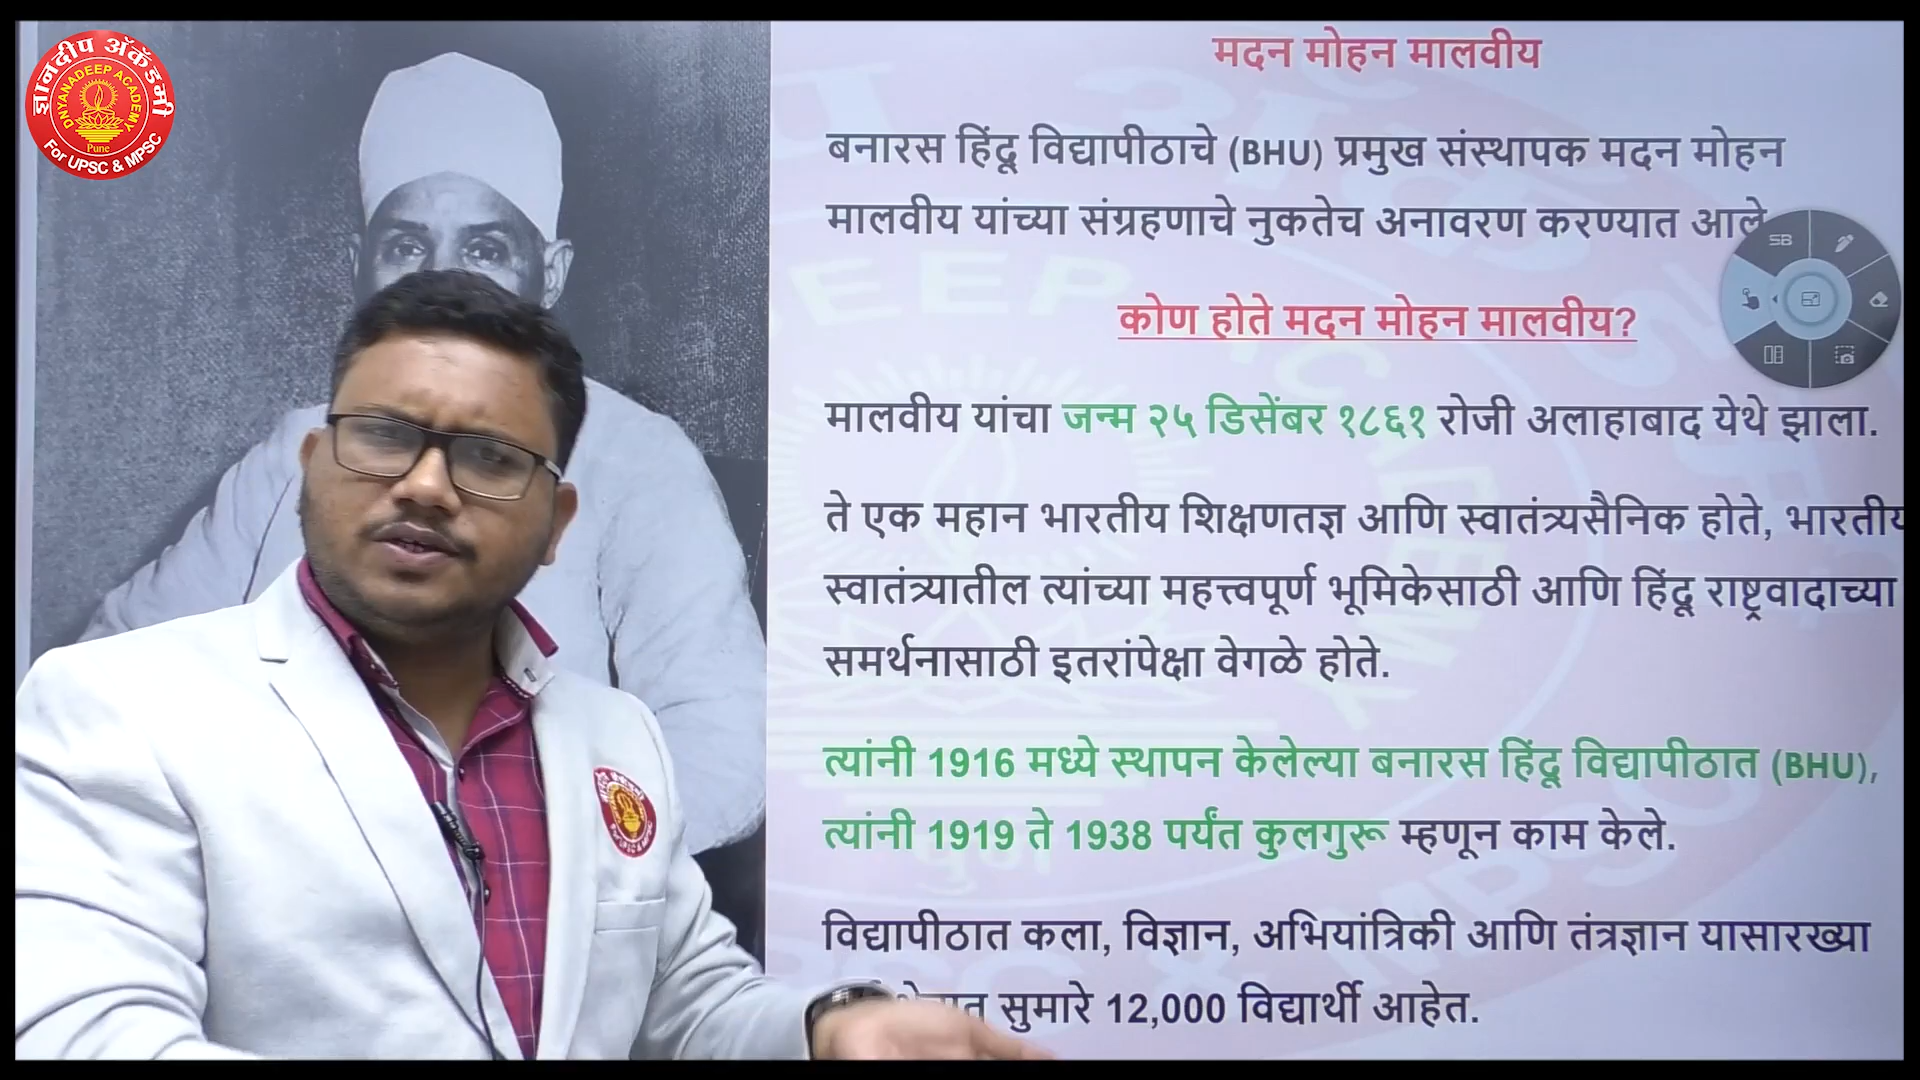 ज्ञानदीप अ‍ॅकॅडमी
DNYANADEEP ACADEMY
Pune
For UPSC & MPSC
मदन मोहन मालवीय
बनारस हिंदू विद्यापीठाचे (BHU) प्रमुख संस्थापक मदन मोहन
मालवीय यांच्या संग्रहणाचे नुकतेच अनावरण करण्यात आले
SB
कोण होते मदन मोहन मालवीय?
मालवीय यांचा जन्म २५ डिसेंबर १८६१ रोजी अलाहाबाद येथे झाला.
ते एक महान भारतीय शिक्षणतज्ञ आणि स्वातंत्र्यसैनिक होते, भारतीय
स्वातंत्र्यातील त्यांच्या महत्त्वपूर्ण भूमिकेसाठी आणि हिंदू राष्ट्रवादाच्या
समर्थनासाठी इतरांपेक्षा वेगळे होते.
त्यांनी 1916 मध्ये स्थापन केलेल्या बनारस हिंदू विद्यापीठात (BHU),
त्यांनी 1919 ते 1938 पर्यंत कुलगुरू म्हणून काम केले.
विद्यापीठात कला, विज्ञान, अभियांत्रिकी आणि तंत्रज्ञान यासारख्या
सुमारे 12,000 विद्यार्थी आहेत.